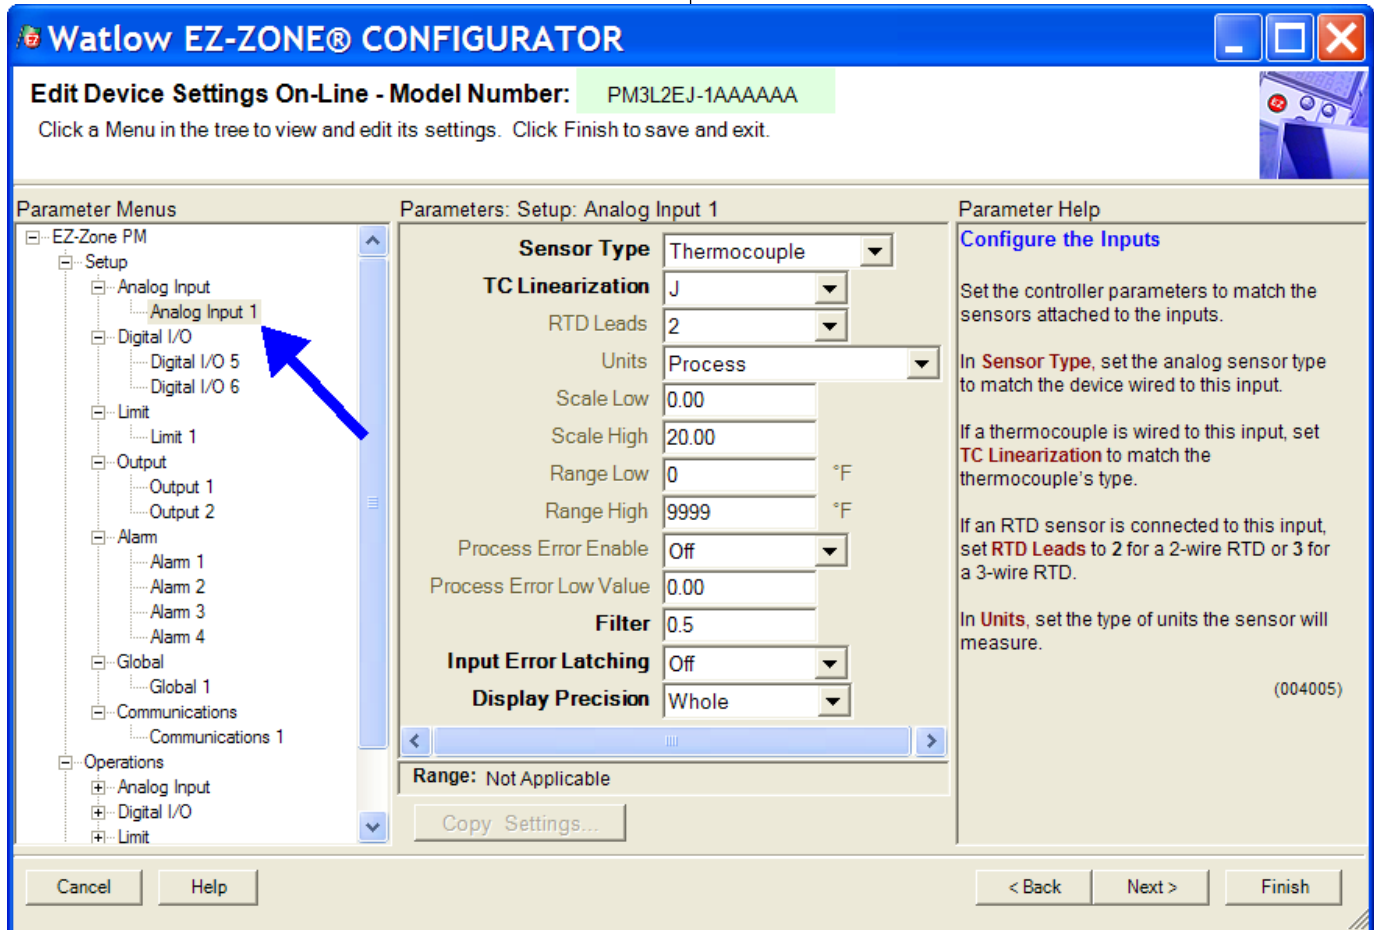 Watlow EZ-ZONE® CONFIGURATOR
Edit Device Settings On-Line - Model Number: PM3L2EJ-1AAAAAA
Click a Menu in the tree to view and edit its settings. Click Finish to save and exit.
Parameter Menus
EZ-Zone PM
Setup
Analog Input
Analog Input 1
Digital I/O
Digital I/O 5
Digital I/O 6
Limit
Limit 1
Output
Output 1
Output 2
Alarm
Alarm 1
Alarm 2
Alarm 3
Alarm 4
Global
Global 1
Communications
Communications 1
Operations
Analog Input
Digital I/O
Limit
Parameters: Setup: Analog Input 1
Sensor Type Thermocouple
TC Linearization J
RTD Leads 2
Units Process
Scale Low 0.00
Scale High 20.00
Range Low 0 °F
Range High 9999 °F
Process Error Enable Off
Process Error Low Value 0.00
Filter 0.5
Input Error Latching Off
Display Precision Whole
Range: Not Applicable
Copy Settings...
Parameter Help
Configure the Inputs
Set the controller parameters to match the
sensors attached to the inputs.
In Sensor Type, set the analog sensor type
to match the device wired to this input.
If a thermocouple is wired to this input, set
TC Linearization to match the
thermocouple's type.
If an RTD sensor is connected to this input,
set RTD Leads to 2 for a 2-wire RTD or 3 for
a 3-wire RTD.
In Units, set the type of units the sensor will
measure.
(004005)
Cancel
Help
< Back
Next >
Finish